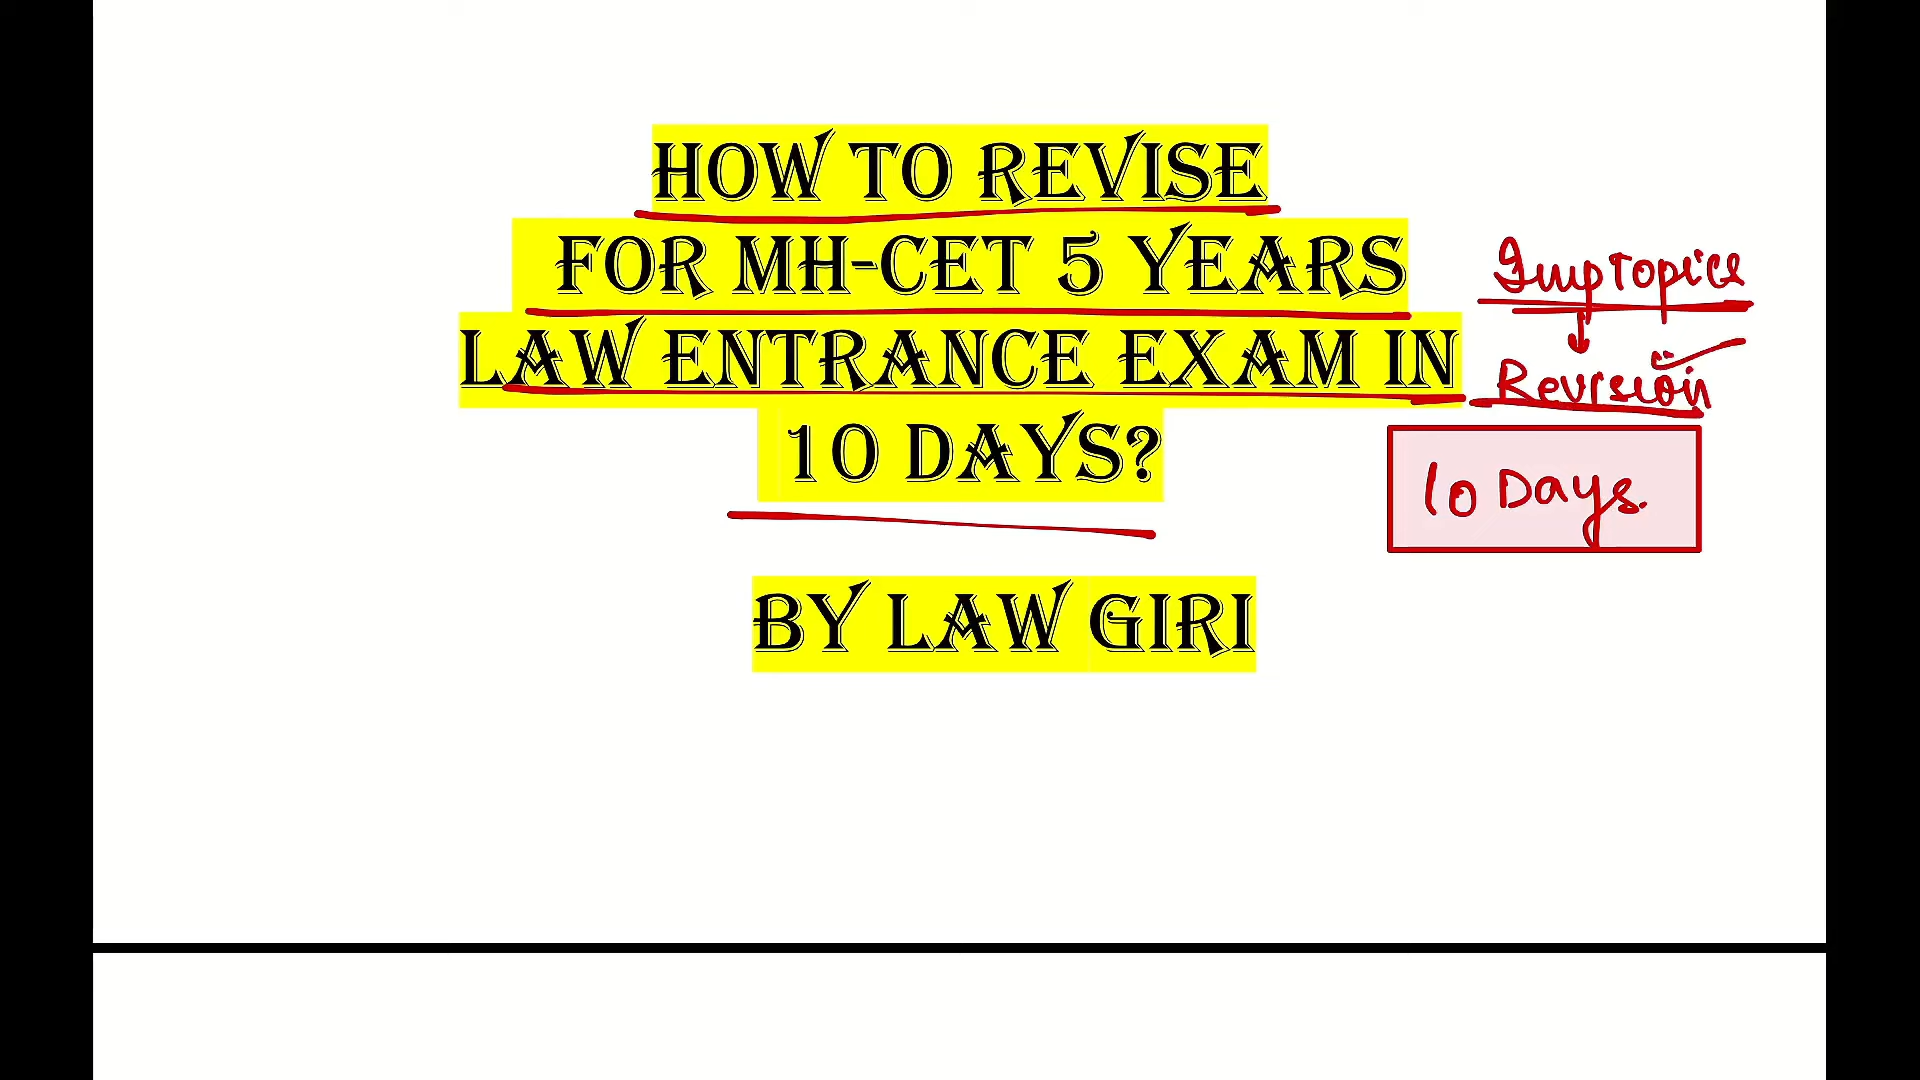 HOW TO REVISE
FOR MH-CET 5 YEARS
LAW ENTRANCE EXAM IN
10 DAYS?
BY LAW GIRI
Imp Topics
Revision
10 Days.